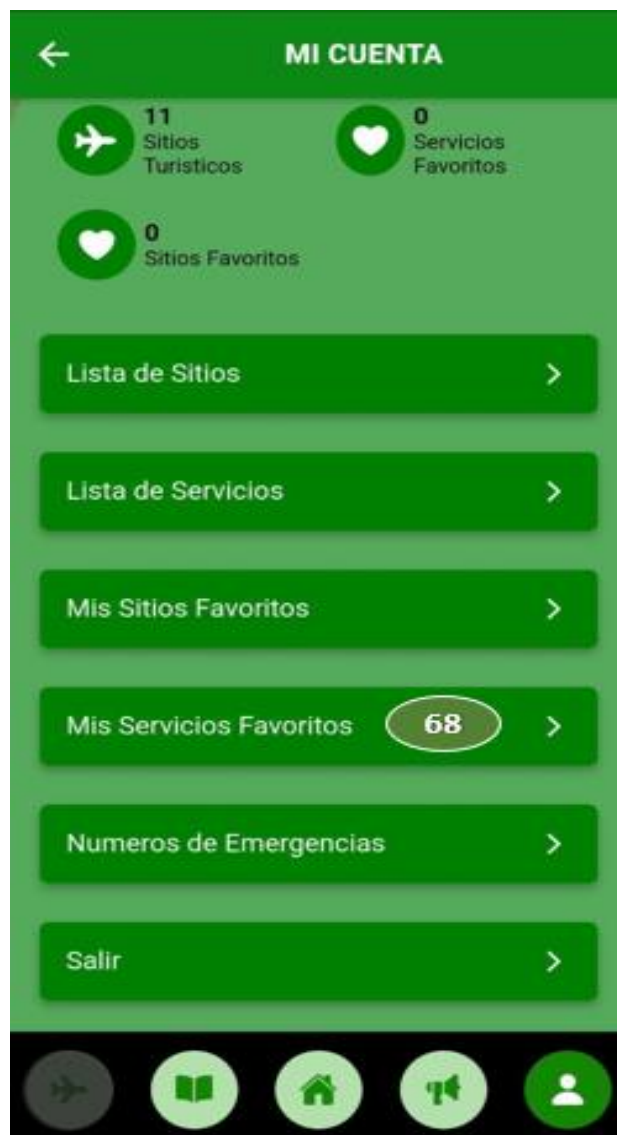 MI CUENTA
11
Sitios
Turisticos
0
Servicios
Favoritos
0
Sitios Favoritos
Lista de Sitios
Lista de Servicios
Mis Sitios Favoritos
Mis Servicios Favoritos 68
Numeros de Emergencias
Salir